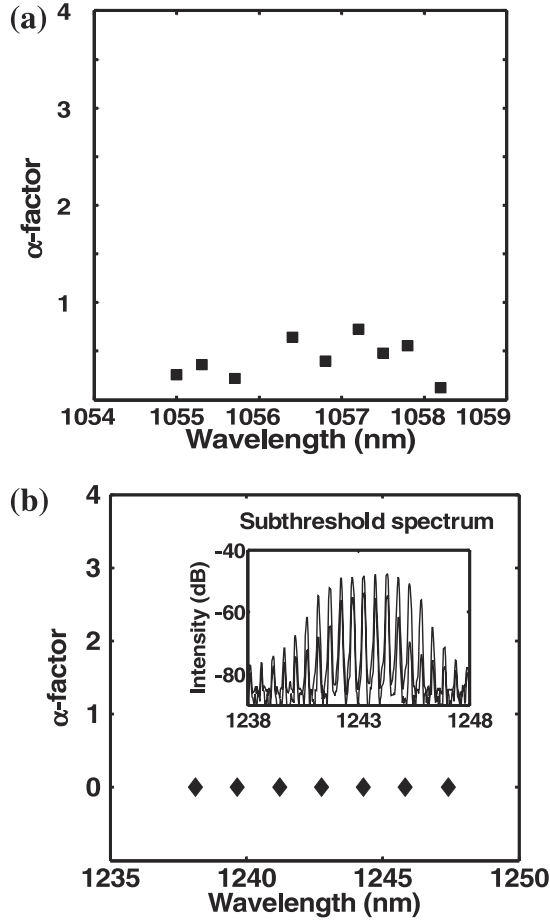 (a)
4
3
2
1
α-factor
1054 1055 1056 1057 1058 1059
Wavelength (nm)
(b)
4
3
2
1
0
α-factor
Subthreshold spectrum
-40
-60
-80
Intensity (dB)
1238 1243 1248
1235 1240 1245 1250
Wavelength (nm)